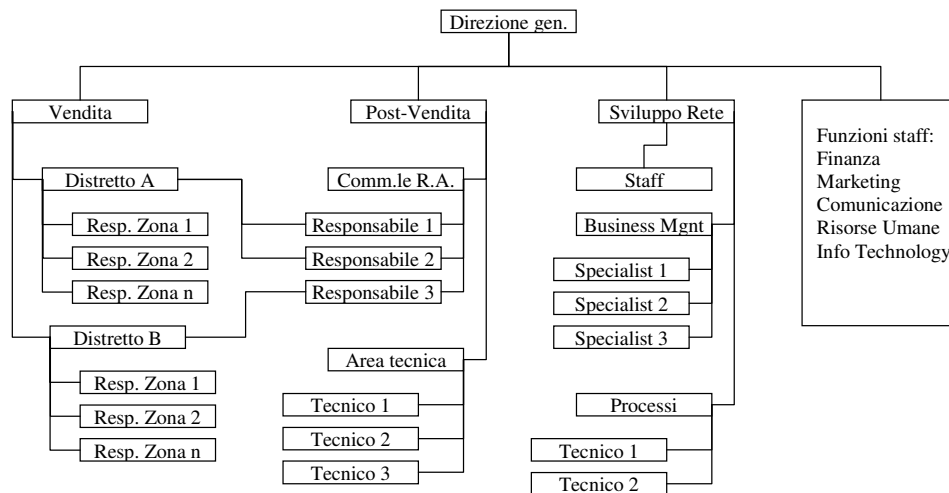 Direzione gen.
Vendita
Post-Vendita
Sviluppo Rete
Funzioni staff:
Finanza
Marketing
Comunicazione
Risorse Umane
Info Technology
Distretto A
Resp. Zona 1
Resp. Zona 2
Resp. Zona n
Distretto B
Resp. Zona 1
Resp. Zona 2
Resp. Zona n
Comm.le R.A.
Responsabile 1
Responsabile 2
Responsabile 3
Area tecnica
Tecnico 1
Tecnico 2
Tecnico 3
Staff
Business Mgnt
Specialist 1
Specialist 2
Specialist 3
Processi
Tecnico 1
Tecnico 2